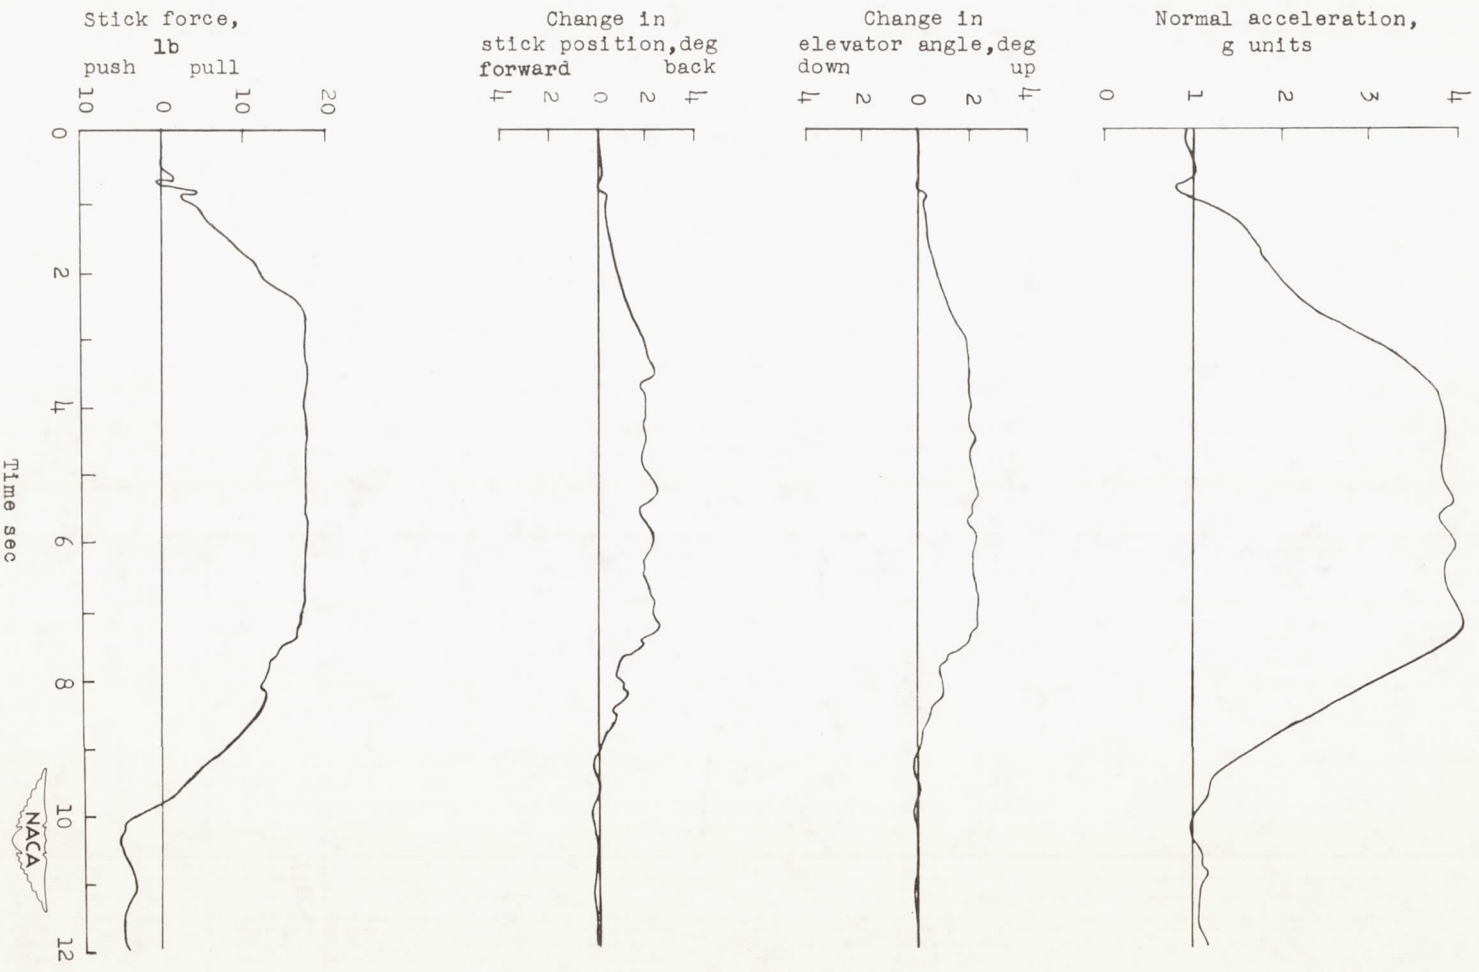 Stick force,
lb
push pull
10 0 10 20
Change in
stick position,deg
forward back
4 2 0 2 4
Change in
elevator angle,deg
down up
4 2 0 2 4
Normal acceleration,
g units
0 1 2 3 4
0
2
4
6
8
10
12
Time sec
NACA